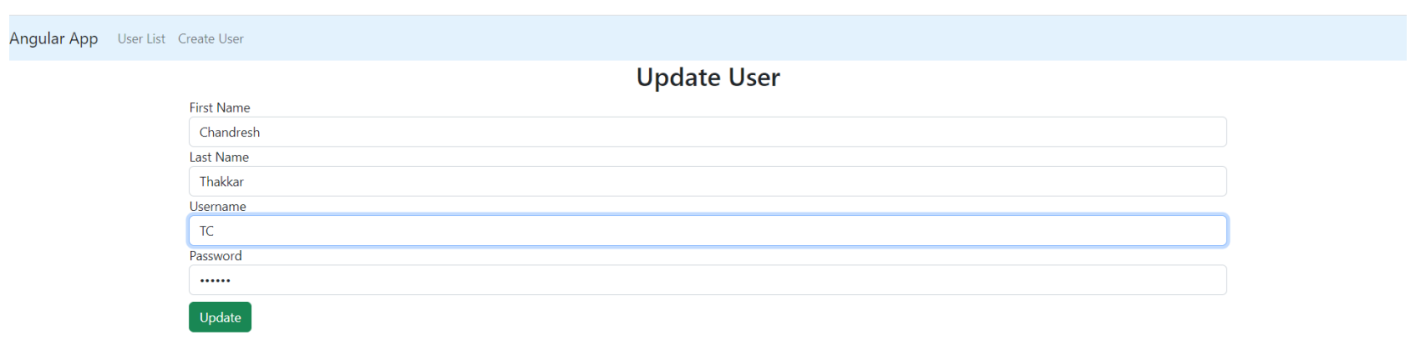 Angular App User List Create User
Update User
First Name
Chandresh
Last Name
Thakkar
Username
TC
Password
••••••
Update